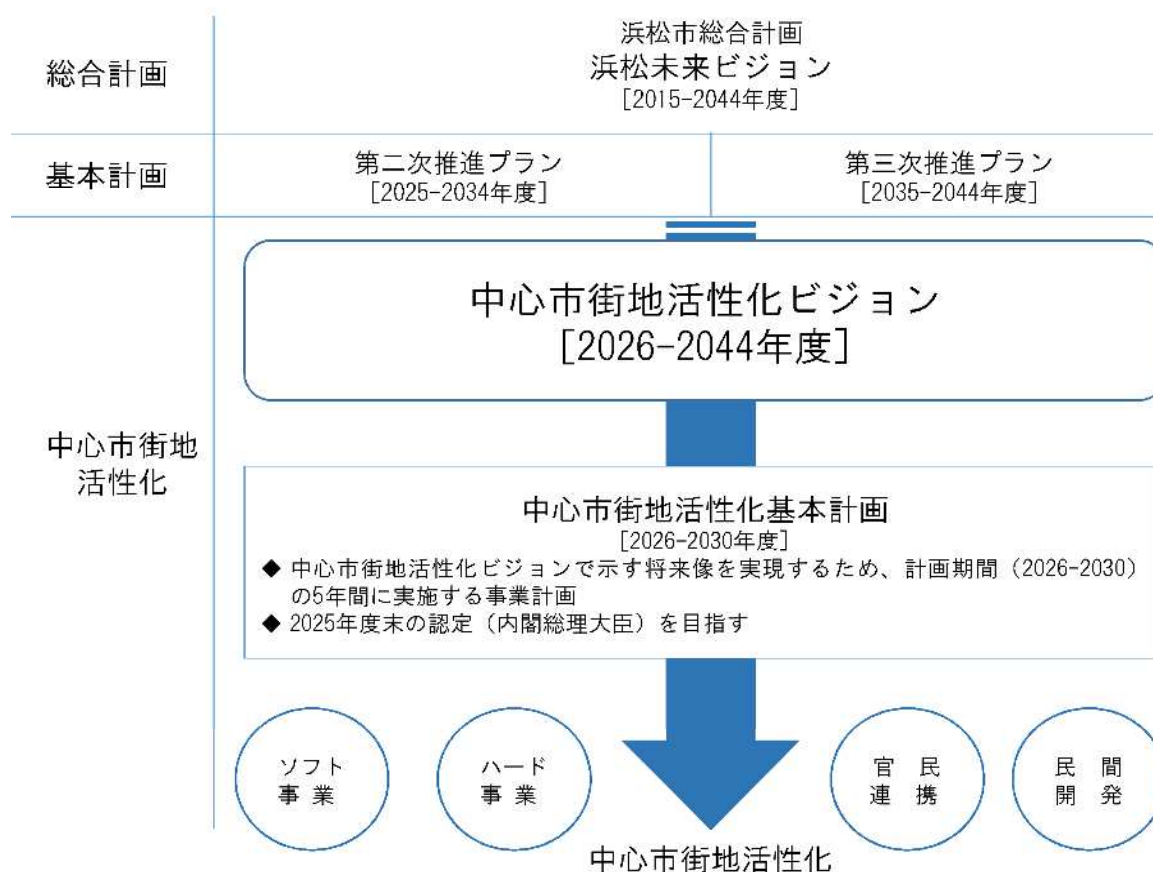 総合計画
浜松市総合計画
浜松未来ビジョン
[2015-2044年度]
基本計画
第二次推進プラン
[2025-2034年度]
第三次推進プラン
[2035-2044年度]
中心市街地
活性化
中心市街地活性化ビジョン
[2026-2044年度]
中心市街地活性化基本計画
[2026-2030年度]
◆ 中心市街地活性化ビジョンで示す将来像を実現するため、計画期間（2026-2030）
の5年間に実施する事業計画
◆ 2025年度末の認定（内閣総理大臣）を目指す
ソフト
事 業
ハード
事 業
官 民
連 携
民 間
開 発
中心市街地活性化